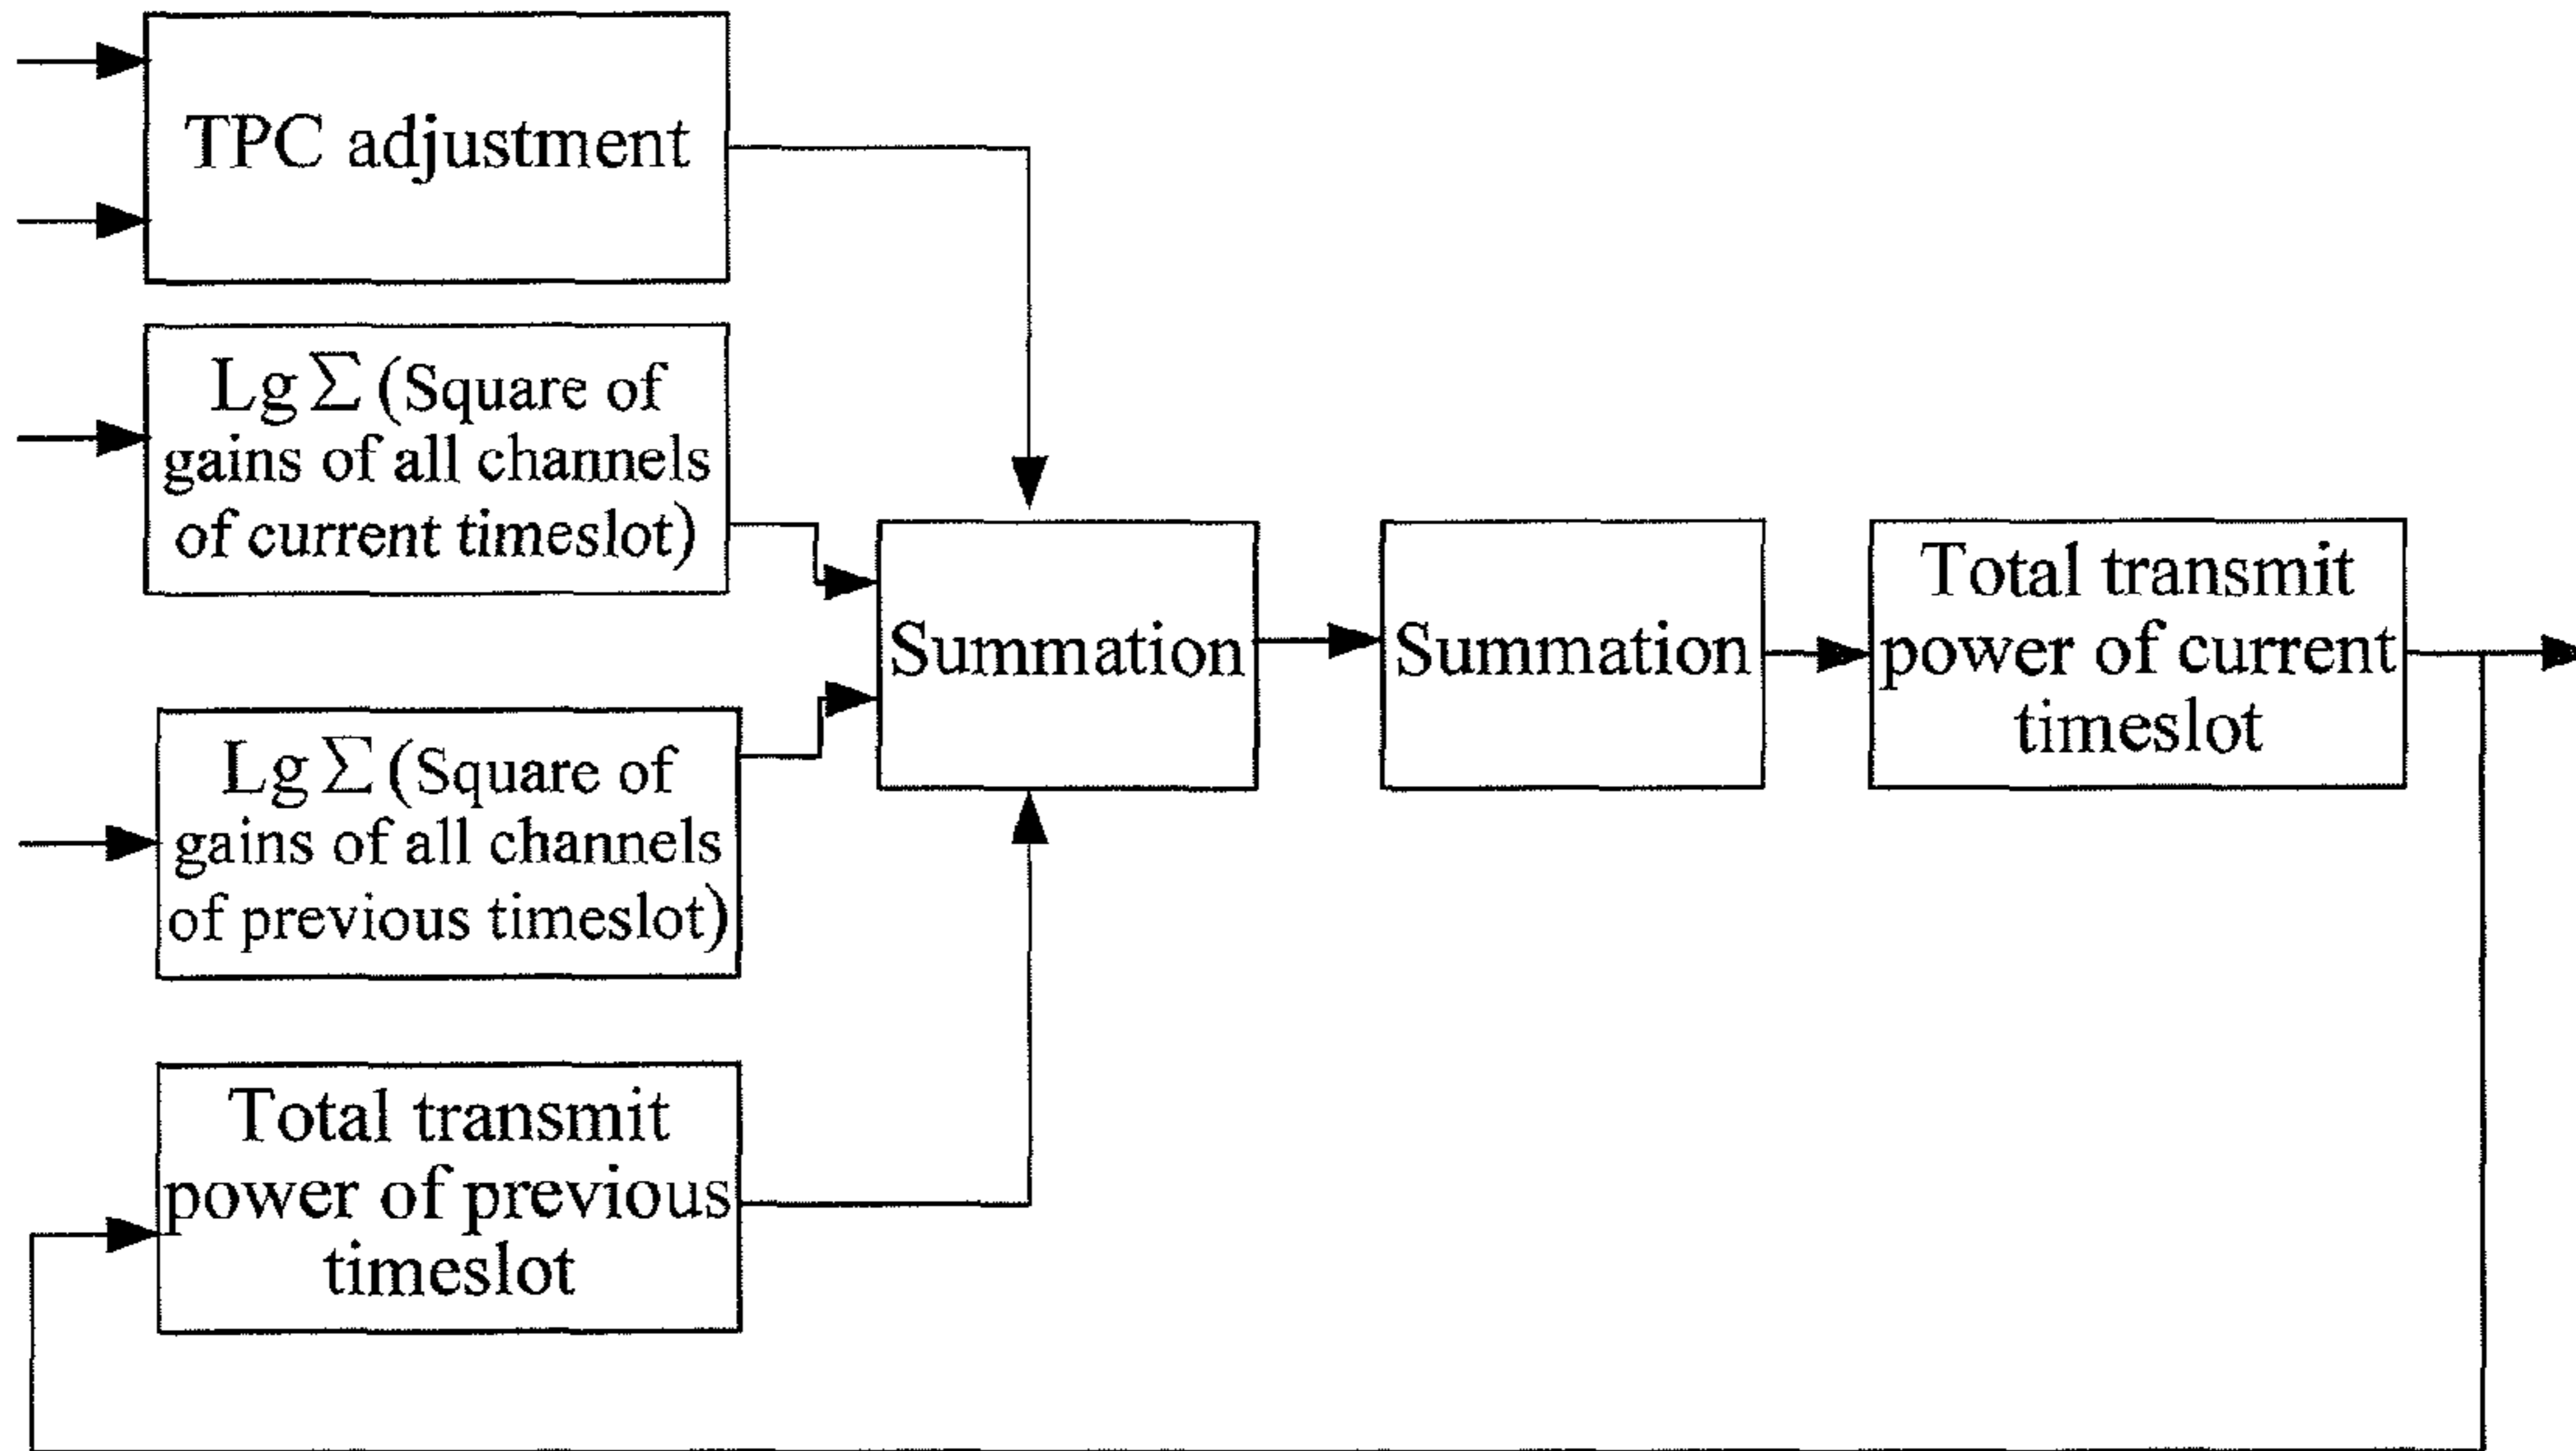 TPC adjustment
Lg Σ (Square of
gains of all channels
of current timeslot)
Lg Σ (Square of
gains of all channels
of previous timeslot)
Total transmit
power of previous
timeslot
Summation
Summation
Total transmit
power of current
timeslot